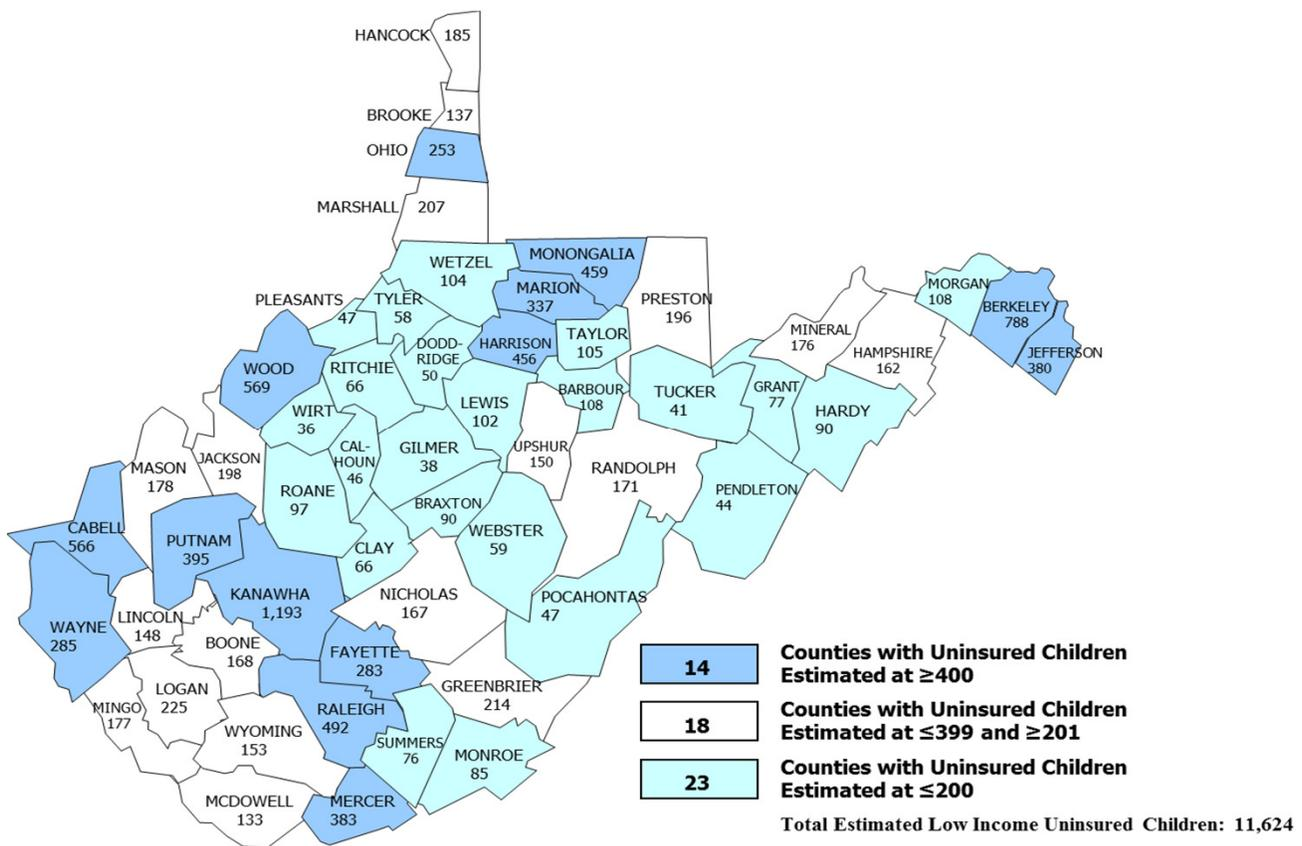 HANCOCK 185
BROOKE 137
OHIO 253
MARSHALL 207
WETZEL
104
MONONGALIA
459
MARION
337
PLEASANTS
47
TYLER
58
PRESTON
196
MORGAN
108
BERKELEY
788
JEFFERSON
380
MINERAL
176
HAMPSHIRE
162
HARRISON
456
TAYLOR
105
DODD-
RIDGE
50
WOOD
569
RITCHIE
66
BARBOUR
108
TUCKER
41
GRANT
77
HARDY
90
WIRT
36
LEWIS
102
CAL-
HOUN
46
GILMER
38
UPSHUR
150
RANDOLPH
171
MASON
178
JACKSON
198
ROANE
97
BRAXTON
90
PENDLETON
44
CABELL
566
PUTNAM
395
CLAY
66
WEBSTER
59
KANAWHA
1,193
NICHOLAS
167
POCAHONTAS
47
WAYNE
285
LINCOLN
148
BOONE
168
FAYETTE
283
GREENBRIER
214
LOGAN
225
MINGO
177
RALEIGH
492
WYOMING
153
SUMMERS
76
MONROE
85
MCDOWELL
133
MERCER
383
14
Counties with Uninsured Children
Estimated at ≥400
18
Counties with Uninsured Children
Estimated at ≤399 and ≥201
23
Counties with Uninsured Children
Estimated at ≤200
Total Estimated Low Income Uninsured Children: 11,624